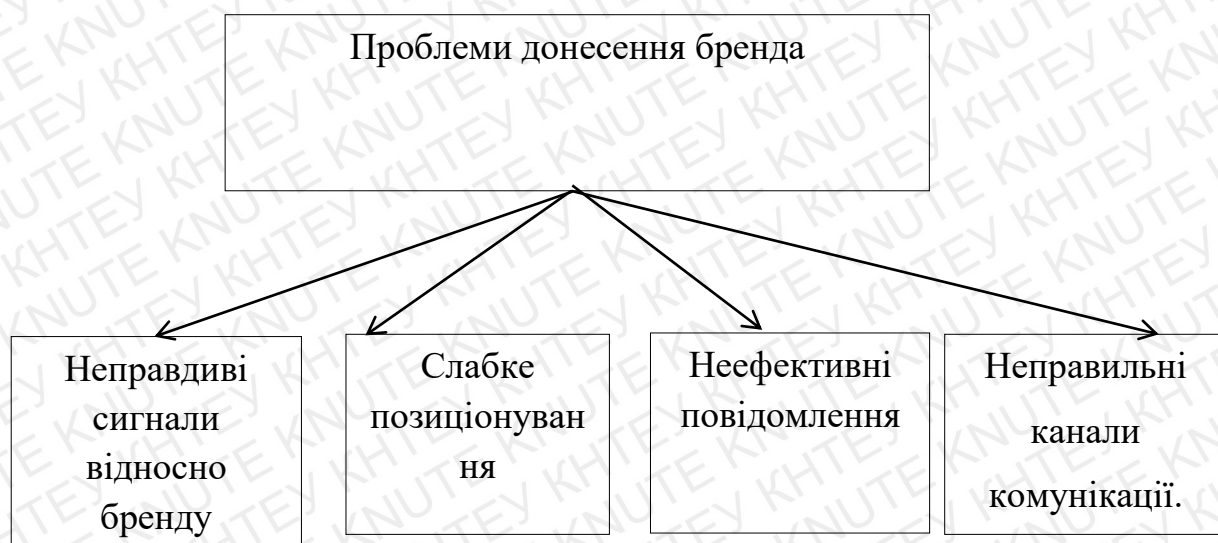 Проблеми донесення бренда
Неправдиві
сигнали
відносно
бренду
Слабке
позиціонуван
ня
Неефективні
повідомлення
Неправильні
канали
комунікації.